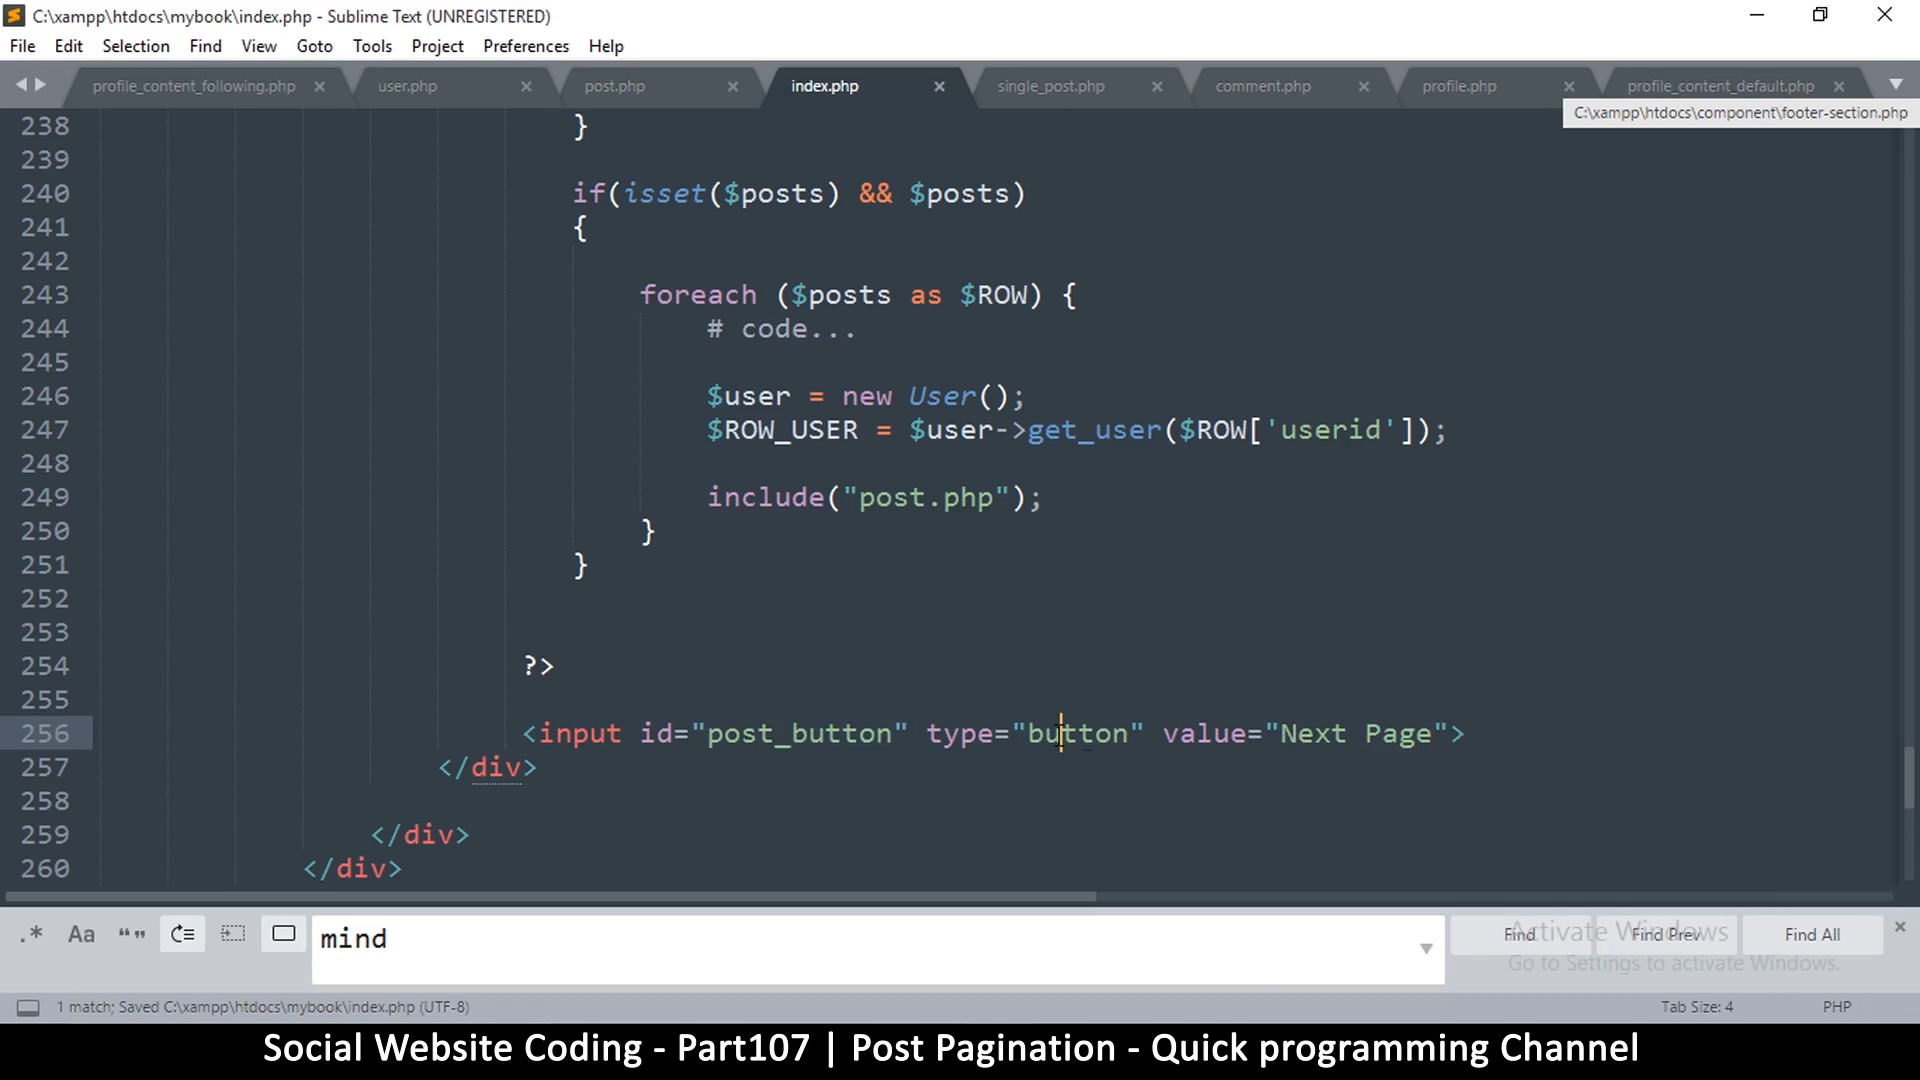 C:\xampp\htdocs\mybook\index.php - Sublime Text (UNREGISTERED)
File Edit Selection Find View Goto Tools Project Preferences Help
profile_content_following.php user.php post.php index.php single_post.php comment.php profile.php profile_content_default.php
C:\xampp\htdocs\component\footer-section.php
238 }
239
240 if(isset($posts) && $posts)
241 {
242
243 foreach ($posts as $ROW) {
244 # code...
245
246 $user = new User();
247 $ROW_USER = $user->get_user($ROW['userid']);
248
249 include("post.php");
250 }
251 }
252
253
254 ?>
255
256 <input id="post_button" type="button" value="Next Page">
257 </div>
258
259 </div>
260 </div>
.* Aa “” mind Find Find Prev Find All
Activate Windows
Go to Settings to activate Windows.
1 match; Saved C:\xampp\htdocs\mybook\index.php (UTF-8) Tab Size: 4 PHP
Social Website Coding - Part107 | Post Pagination - Quick programming Channel